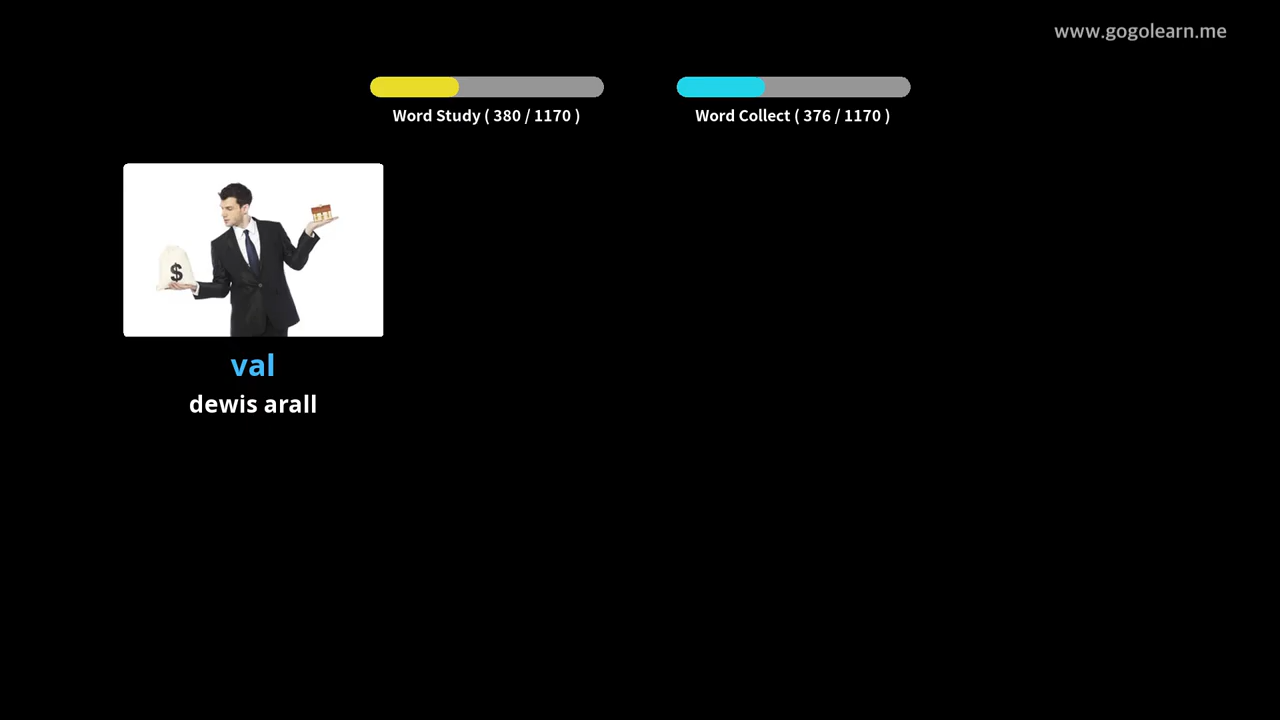 www.gogolearn.me
Word Study ( 380 / 1170 )
Word Collect ( 376 / 1170 )
$
val
dewis arall